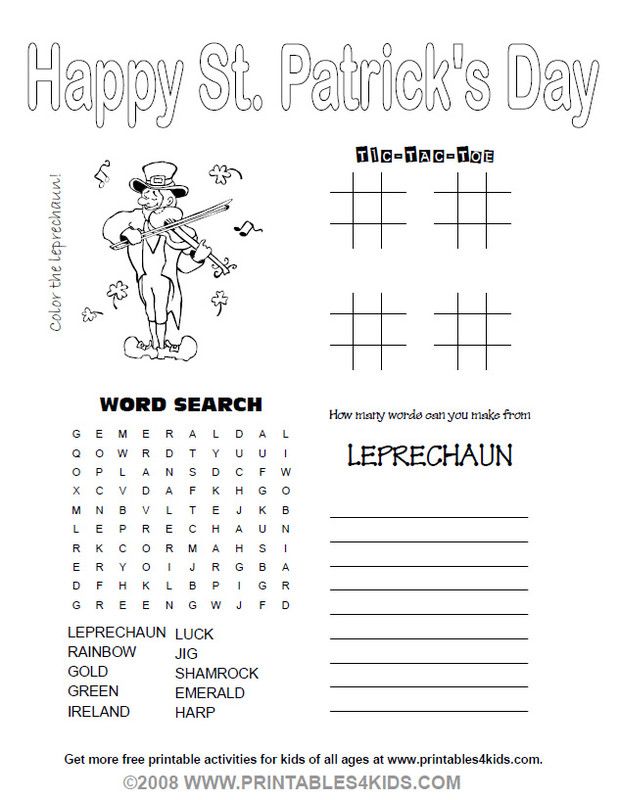 Happy St. Patrick's Day
Color the leprechaun!
TIC-TAC-TOE
WORD SEARCH
G E M E R A L D A L
Q O W R D T Y U U I
O P L A N S D C F W
X C V D A F K H G O
M N B V L T E J K B
L E P R E C H A U N
R K C O R M A H S I
E R Y O I J R G B A
D F H K L B P I G R
G R E E N G W J F D
LEPRECHAUN LUCK
RAINBOW JIG
GOLD SHAMROCK
GREEN EMERALD
IRELAND HARP
How many words can you make from
LEPRECHAUN
Get more free printable activities for kids of all ages at www.printables4kids.com.
©2008 WWW.PRINTABLES4KIDS.COM